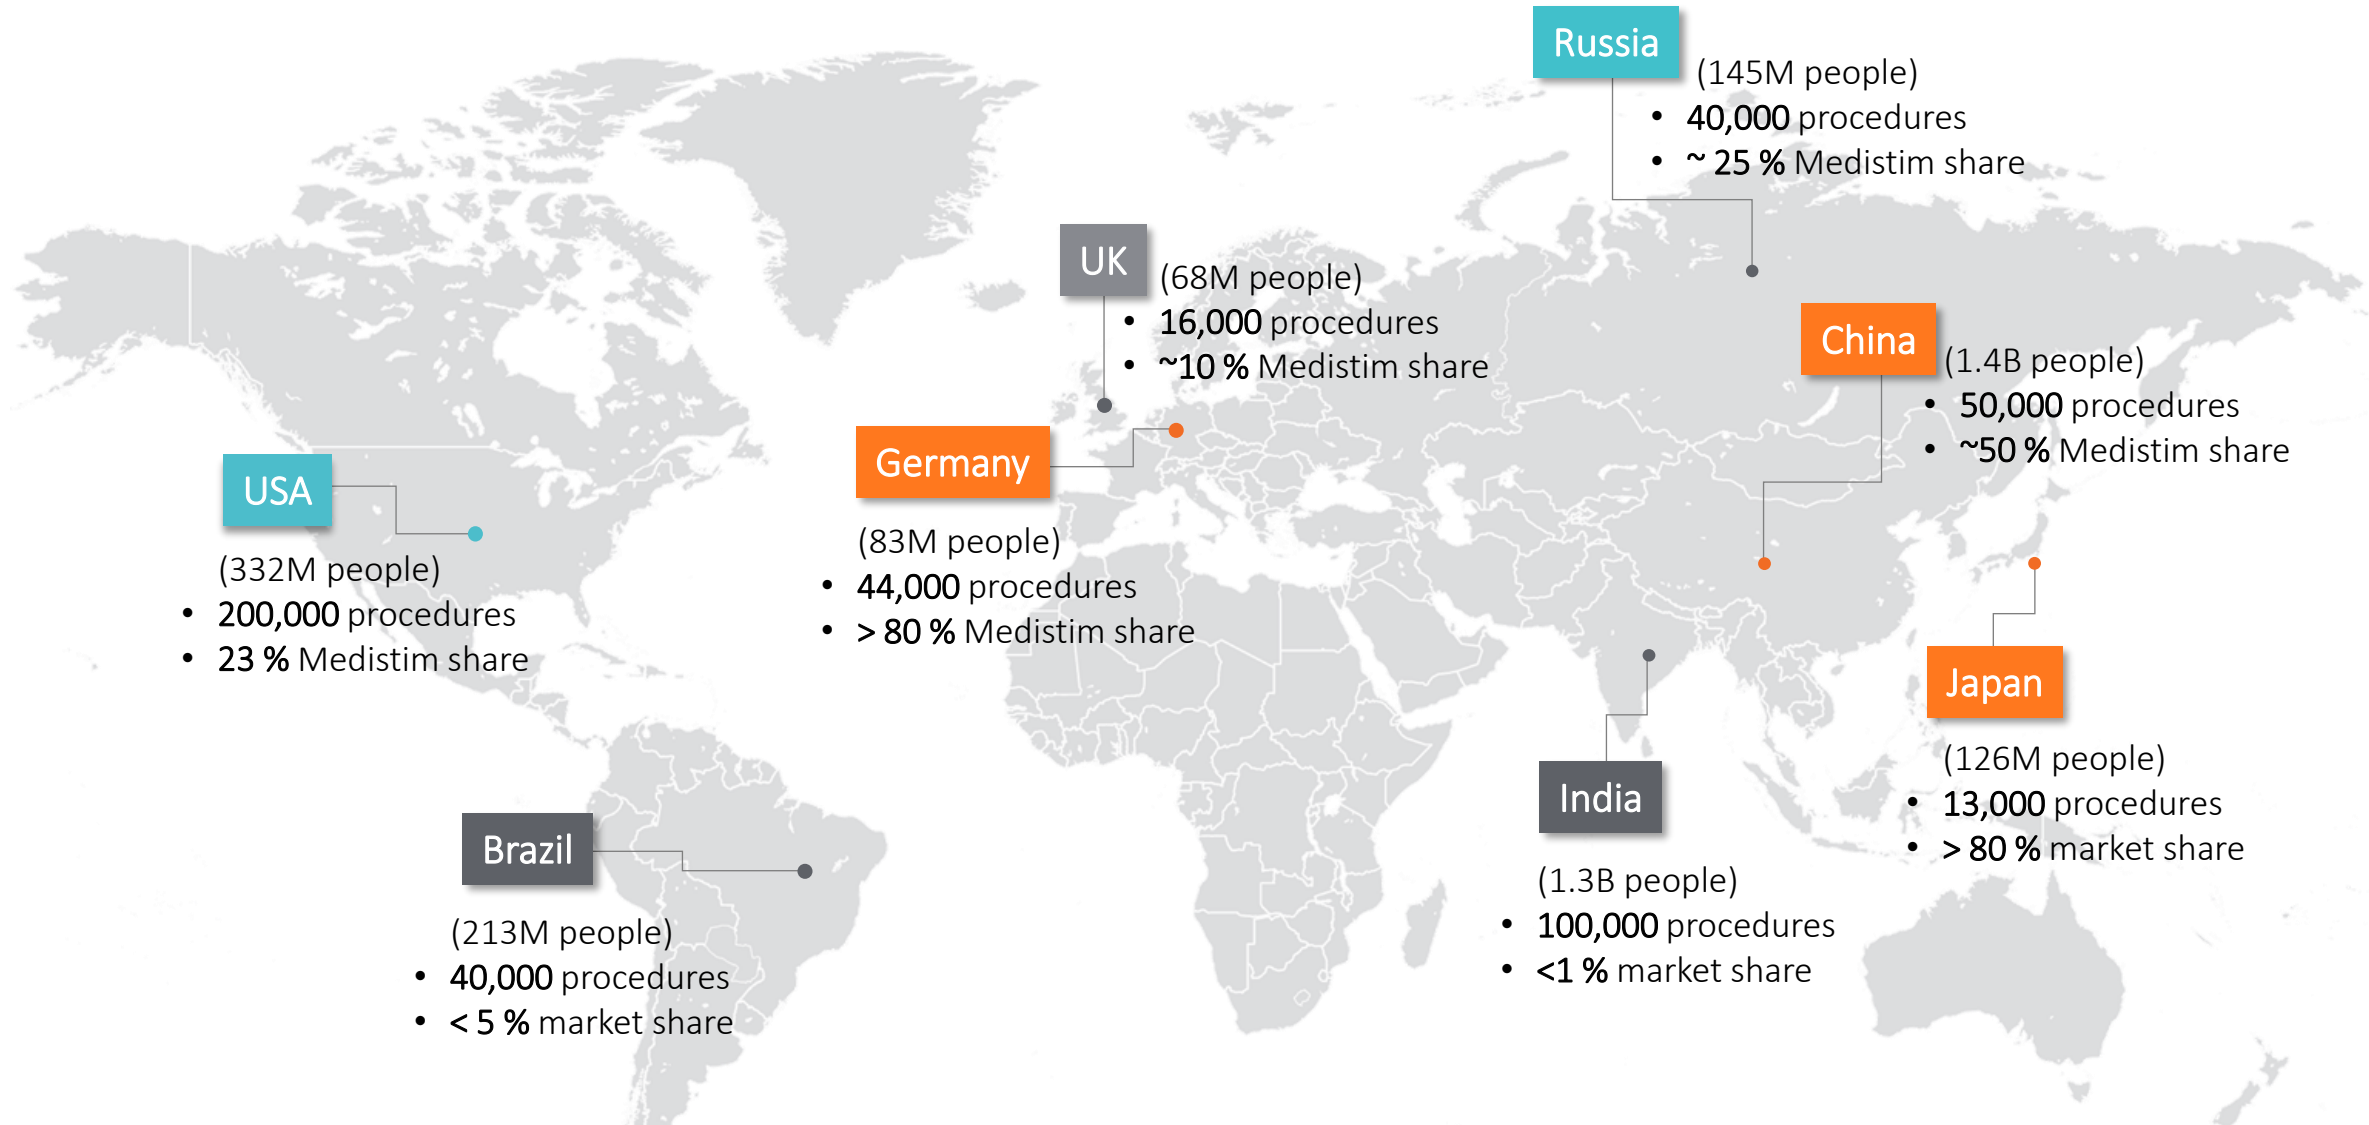 Russia
(145M people)
• 40,000 procedures
• ~ 25 % Medistim share
UK
(68M people)
• 16,000 procedures
• ~10 % Medistim share
China
(1.4B people)
• 50,000 procedures
• ~50 % Medistim share
Germany
(83M people)
• 44,000 procedures
• > 80 % Medistim share
USA
(332M people)
• 200,000 procedures
• 23 % Medistim share
Japan
(126M people)
• 13,000 procedures
• > 80 % market share
India
(1.3B people)
• 100,000 procedures
• <1 % market share
Brazil
(213M people)
• 40,000 procedures
• < 5 % market share